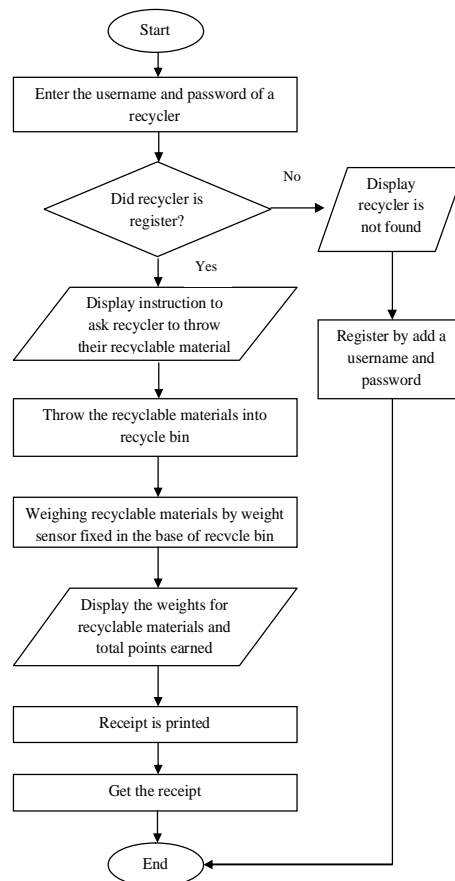 Start
Enter the username and password of a
recycler
Did recycler is
register?
No
Display
recycler is
not found
Yes
Display instruction to
ask recycler to throw
their recyclable material
Register by add a
username and
password
Throw the recyclable materials into
recycle bin
Weighing recyclable materials by weight
sensor fixed in the base of recycle bin
Display the weights for
recyclable materials and
total points earned
Receipt is printed
Get the receipt
End